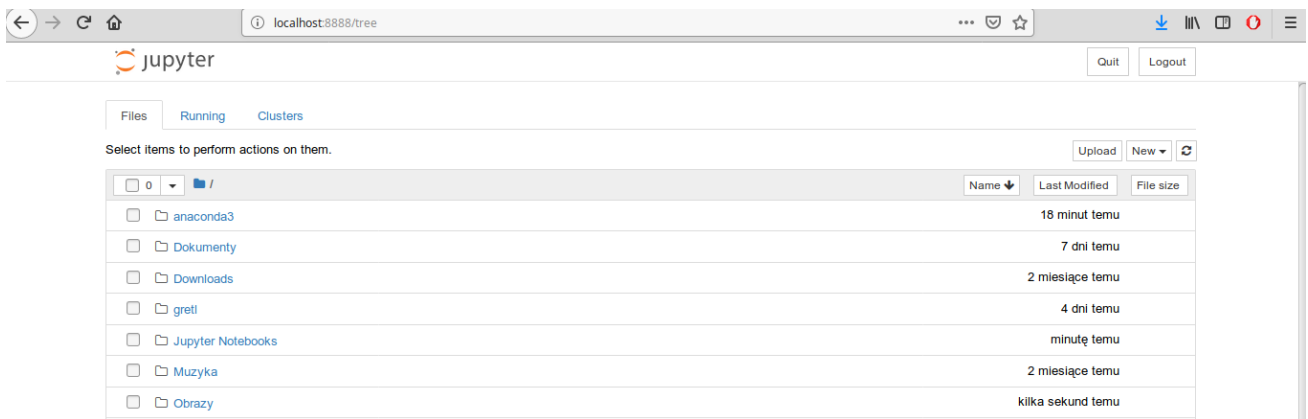 localhost:8888/tree
jupyter
Quit Logout
Files Running Clusters
Select items to perform actions on them.
Upload New
0 / Name Last Modified File size
anaconda3 18 minut temu
Dokumenty 7 dni temu
Downloads 2 miesiące temu
gretl 4 dni temu
Jupyter Notebooks minutę temu
Muzyka 2 miesiące temu
Obrazy kilka sekund temu